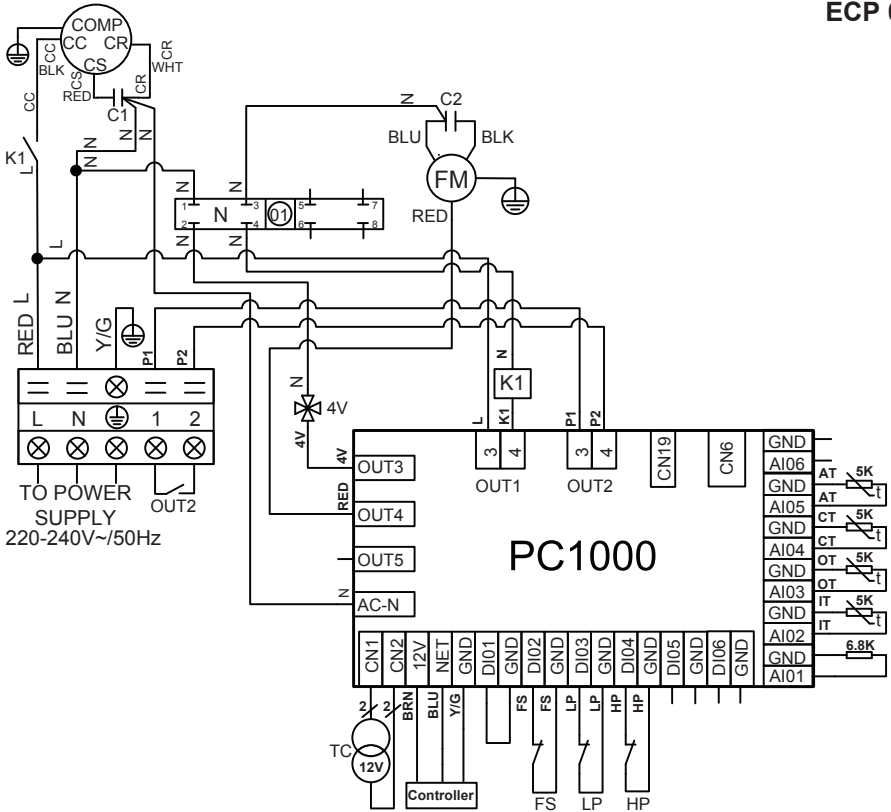 ECP
COMP
CC CR
CS
CC
BLK
CR
WHT
CS
RED
CR
C1
CC
N
N
N
N
N
K1
L
N
C2
BLU
BLK
FM
RED
N
N
1
3
5
7
N
01
2
4
6
8
N
N
L
RED L
BLU N
Y/G
P1
P2
L N 1 2
TO POWER
SUPPLY
220-240V~/50Hz
OUT2
N
4V
4V
L
N
K1
K1
P1
P2
3
4
3
4
OUT1
OUT2
CN19
CN6
4V
OUT3
RED
OUT4
OUT5
N
AC-N
PC1000
GND
AI06
GND
AI05
GND
AI04
GND
AI03
GND
AI02
GND
AI01
AT
5K
t
AT
CT
5K
t
CT
OT
5K
t
OT
IT
5K
t
IT
6.8K
CN1
CN2
12V
NET
GND
DI01
GND
DI02
GND
DI03
GND
DI04
GND
DI05
GND
DI06
GND
2
2
BRN
BLU
Y/G
FS
FS
LP
LP
HP
HP
TC
12V
Controller
FS
LP
HP